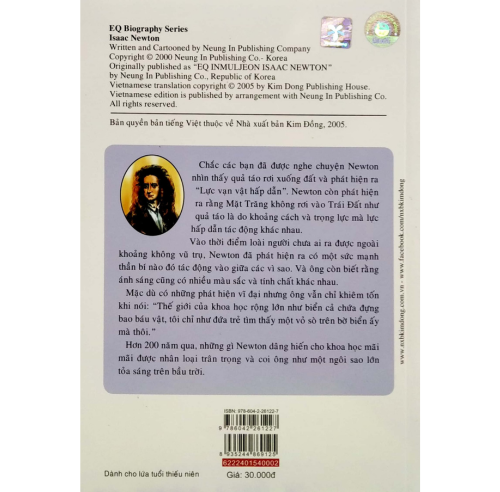 EQ Biography Series
Isaac Newton
Written and Cartooned by Neung In Publishing Company
Copyright © 2000 Neung In Publishing Co.- Korea
Originally published as "EQ INMULJEON ISAAC NEWTON"
by Neung In Publishing Co., Republic of Korea
Vietnamese translation copyright © 2005 by Kim Dong Publishing House.
Vietnamese edition is published by arrangement with Neung In Publishing Co.
All rights reserved.
Bản quyền bản tiếng Việt thuộc về Nhà xuất bản Kim Đồng, 2005.
Chắc các bạn đã được nghe chuyện Newton
nhìn thấy quả táo rơi xuống đất và phát hiện ra
"Lực vạn vật hấp dẫn". Newton còn phát hiện
ra rằng Mặt Trăng không rơi vào Trái Đất như
quả táo là do khoảng cách và trọng lực mà lực
hấp dẫn tác động khác nhau.
Vào thời điểm loài người chưa ai ra được ngoài
khoảng không vũ trụ, Newton đã phát hiện ra có một sức mạnh
thần bí nào đó tác động vào giữa các vì sao. Và ông còn biết rằng
ánh sáng cũng có nhiều màu sắc và tính chất khác nhau.
Mặc dù có những phát hiện vĩ đại nhưng ông vẫn chỉ khiêm tốn
khi nói: "Thế giới của khoa học rộng lớn như biển cả chứa đựng
bao báu vật, tôi chỉ như đứa trẻ tìm thấy một vỏ sò trên bờ biển ấy
mà thôi."
Hơn 200 năm qua, những gì Newton dâng hiến cho khoa học mãi
mãi được nhân loại trân trọng và coi ông như một ngôi sao lớn
tỏa sáng trên bầu trời.
www.nxbkimdong.com.vn - www.facebook.com/nxbkimdong
ISBN: 978-604-2-26122-7
9 786042 261227
8 935244 869125
6222401540002
Dành cho lứa tuổi thiếu niên
Giá: 30.000đ